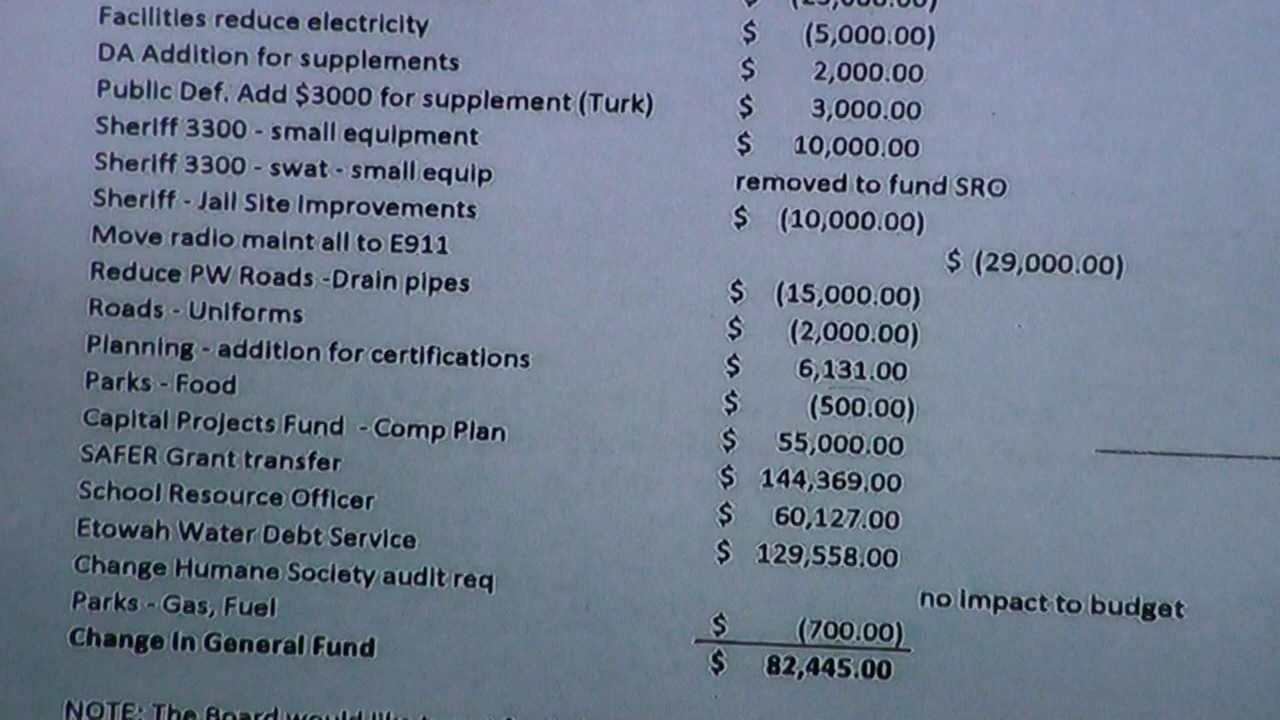 Facilities reduce electricity $ (5,000.00)
DA Addition for supplements $ 2,000.00
Public Def. Add $3000 for supplement (Turk) $ 3,000.00
Sheriff 3300 - small equipment $ 10,000.00
Sheriff 3300 - swat - small equip removed to fund SRO
Sheriff - Jail Site Improvements $ (10,000.00)
Move radio maint all to E911 $ (29,000.00)
Reduce PW Roads -Drain pipes $ (15,000.00)
Roads - Uniforms $ (2,000.00)
Planning - addition for certifications $ 6,131.00
Parks - Food $ (500.00)
Capital Projects Fund - Comp Plan $ 55,000.00
SAFER Grant transfer $ 144,369.00
School Resource Officer $ 60,127.00
Etowah Water Debt Service $ 129,558.00
Change Humane Society audit req no impact to budget
Parks - Gas, Fuel $ (700.00)
Change in General Fund $ 82,445.00
NOTE: The Board would